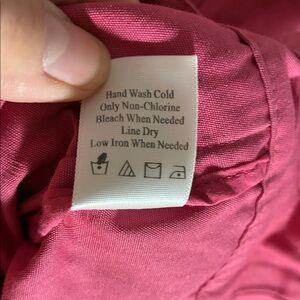 Hand Wash Cold
Only Non-Chlorine
Bleach When Needed
Line Dry
Low Iron When Needed